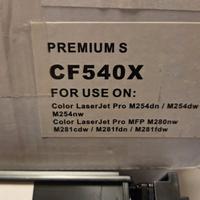 PREMIUM S
CF540X
FOR USE ON:
Color LaserJet Pro M254dn / M254dw
M254nw
Color LaserJet Pro MFP M280nw
M281cdw / M281fdn / M281fdw